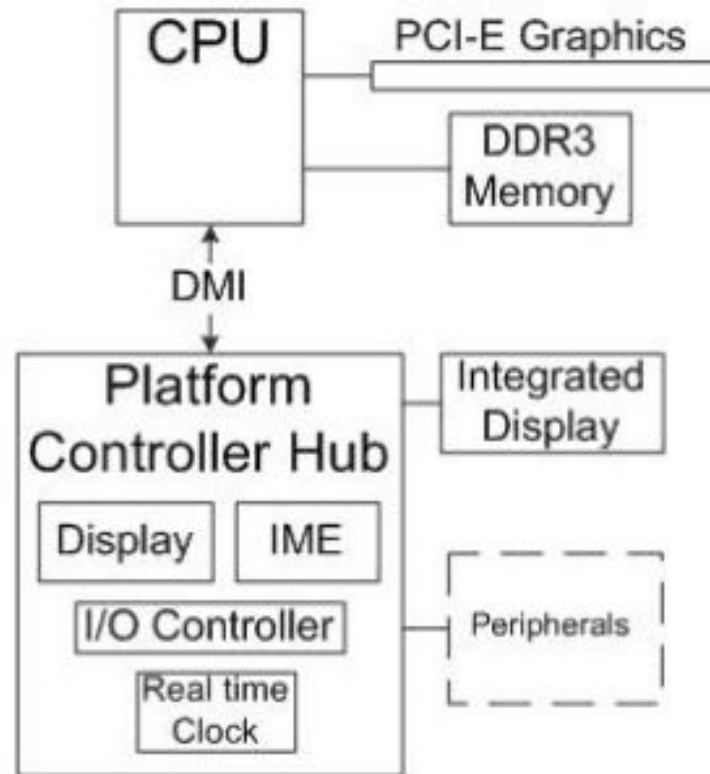 CPU
PCI-E Graphics
DDR3
Memory
DMI
Platform
Controller Hub
Integrated
Display
Display
IME
I/O Controller
Peripherals
Real time
Clock